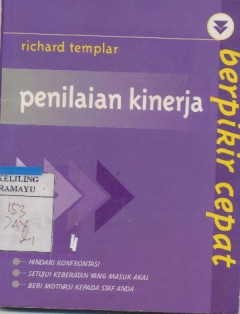 richard templar
penilaian kinerja
berpikir cepat
KELILING
RAMAYU
153
HINDARI KONFRONTASI
SETUJUI KEBERATAN YANG MASUK AKAL
BERI MOTIVASI KEPADA STAF ANDA